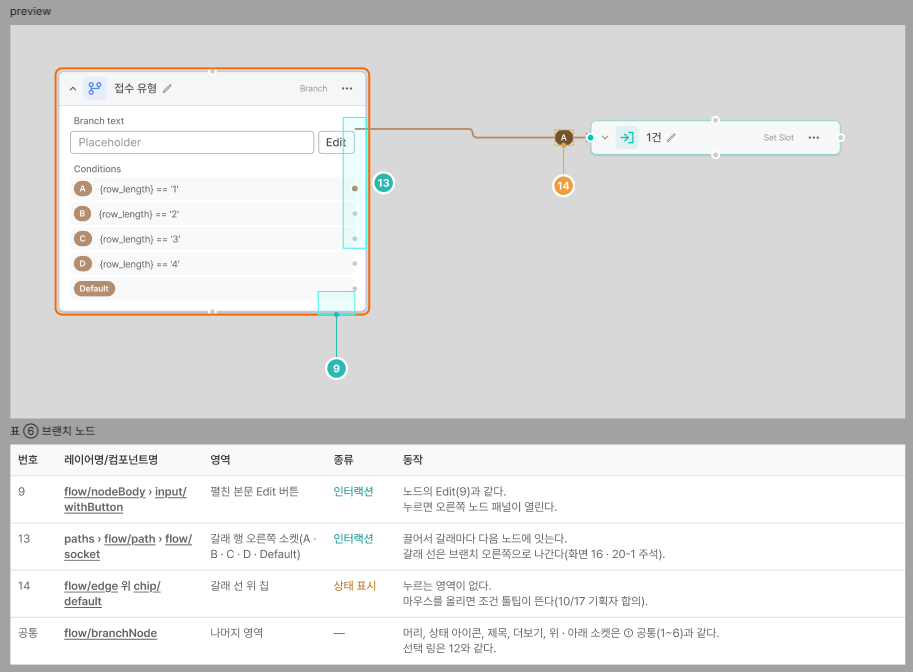 preview
접수 유형
Branch
Branch text
Placeholder
Edit
Conditions
A {row_length} == '1'
B {row_length} == '2'
C {row_length} == '3'
D {row_length} == '4'
Default
13
9
A
14
1건
Set Slot
표 ⑥ 브랜치 노드
번호 레이어명/컴포넌트명 영역 종류 동작
9 flow/nodeBody › input/ 펼친 본문 Edit 버튼 인터랙션 노드의 Edit(9)과 같다.
withButton 누르면 오른쪽 노드 패널이 열린다.
13 paths › flow/path › flow/ 갈래 행 오른쪽 소켓(A · 인터랙션 끌어서 갈래마다 다음 노드에 잇는다.
socket B · C · D · Default) 갈래 선은 브랜치 오른쪽으로 나간다(화면 16 · 20-1 주석).
14 flow/edge 위 chip/ 갈래 선 위 칩 상태 표시 누르는 영역이 없다.
default 마우스를 올리면 조건 툴팁이 뜬다(10/17 기획자 합의).
공통 flow/branchNode 나머지 영역 — 머리, 상태 아이콘, 제목, 더보기, 위 · 아래 소켓은 ① 공통(1~6)과 같다.
선택 링은 12와 같다.